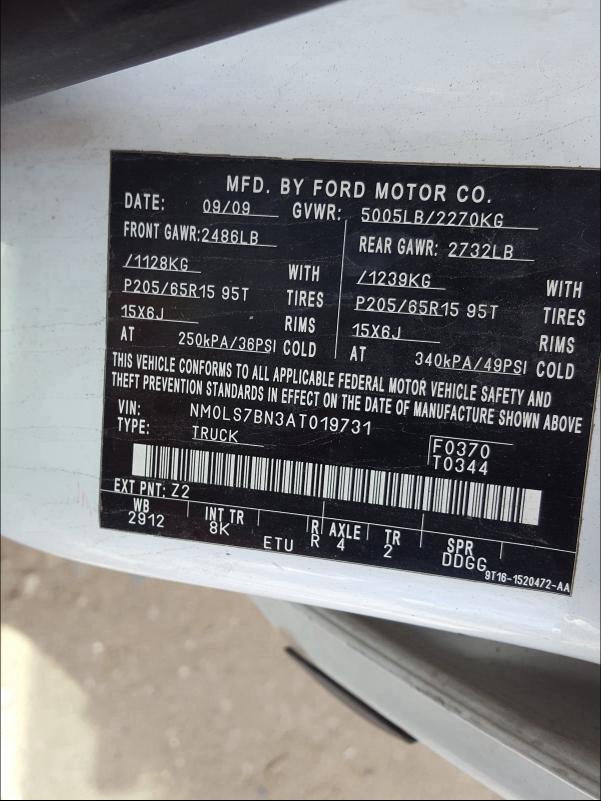 MFD. BY FORD MOTOR CO.
DATE: 09/09 GVWR: 5005LB/2270KG
FRONT GAWR: 2486LB REAR GAWR: 2732LB
/1128KG WITH /1239KG WITH
P205/65R15 95T TIRES P205/65R15 95T TIRES
15X6J RIMS 15X6J RIMS
AT 250kPA/36PSI COLD AT 340kPA/49PSI COLD
THIS VEHICLE CONFORMS TO ALL APPLICABLE FEDERAL MOTOR VEHICLE SAFETY AND
THEFT PREVENTION STANDARDS IN EFFECT ON THE DATE OF MANUFACTURE SHOWN ABOVE
VIN: NM0LS7BN3AT019731
TYPE: TRUCK
F0370
T0344
EXT PNT: Z2
WB INT TR R AXLE TR SPR
2912 8K ETU R 4 2 DDGG
9T16-1520472-AA